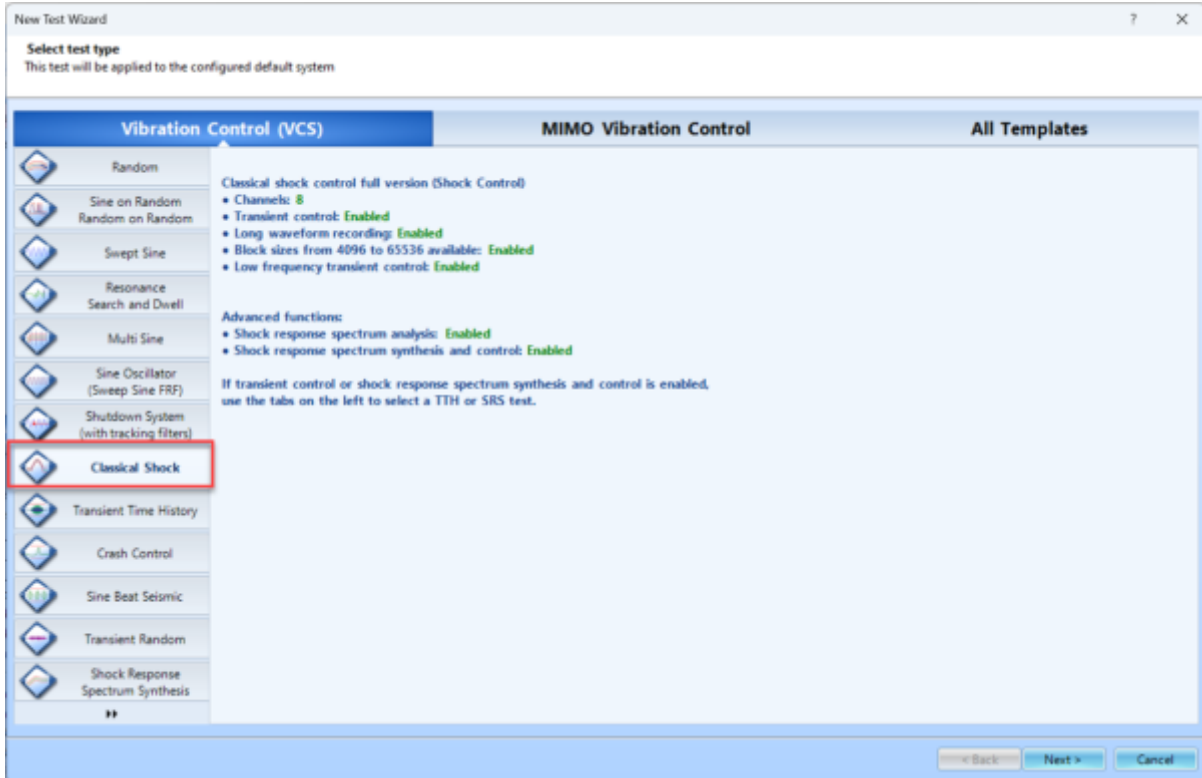 New Test Wizard
?
Select test type
This test will be applied to the configured default system
Vibration Control (VCS)
MIMO Vibration Control
All Templates
Random
Sine on Random
Random on Random
Swept Sine
Resonance
Search and Dwell
Multi Sine
Sine Oscillator
(Sweep Sine FRF)
Shutdown System
(with tracking filters)
Classical Shock
Transient Time History
Crash Control
Sine Beat Seismic
Transient Random
Shock Response
Spectrum Synthesis
Classical shock control full version (Shock Control)
• Channels: 8
• Transient control: Enabled
• Long waveform recording: Enabled
• Block sizes from 4096 to 65536 available: Enabled
• Low frequency transient control: Enabled
Advanced functions:
• Shock response spectrum analysis: Enabled
• Shock response spectrum synthesis and control: Enabled
If transient control or shock response spectrum synthesis and control is enabled,
use the tabs on the left to select a TTH or SRS test.
< Back
Next >
Cancel